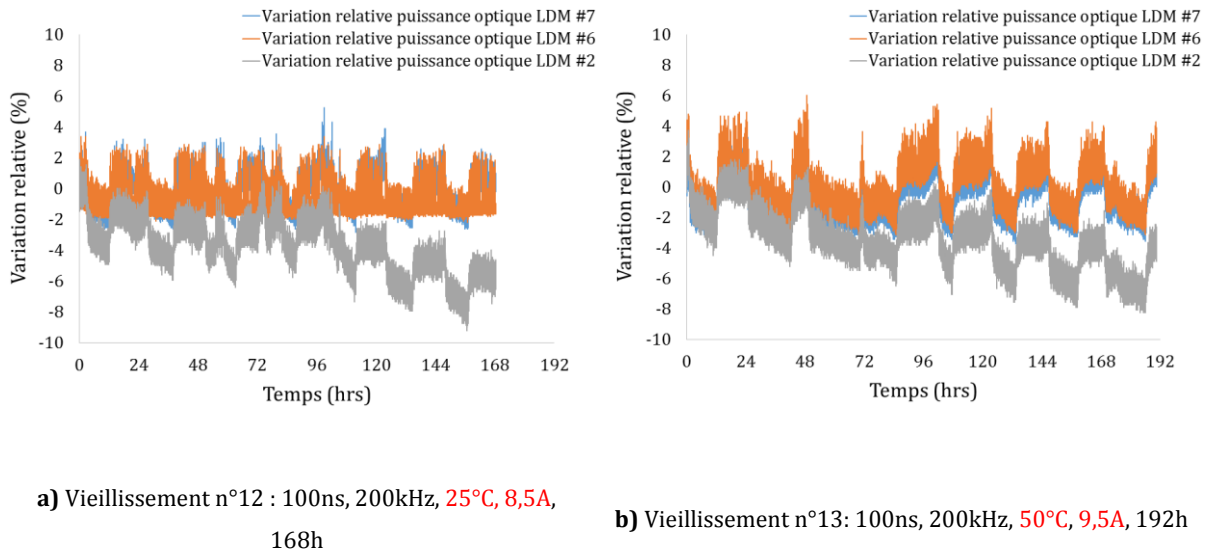 Variation relative puissance optique LDM #7
Variation relative puissance optique LDM #6
Variation relative puissance optique LDM #2
10
8
6
4
2
0
-2
-4
-6
-8
-10
Variation relative (%)
0 24 48 72 96 120 144 168 192
Temps (hrs)
a) Vieillissement n°12 : 100ns, 200kHz, 25°C, 8,5A,
168h
Variation relative puissance optique LDM #7
Variation relative puissance optique LDM #6
Variation relative puissance optique LDM #2
10
8
6
4
2
0
-2
-4
-6
-8
-10
Variation relative (%)
0 24 48 72 96 120 144 168 192
Temps (hrs)
b) Vieillissement n°13: 100ns, 200kHz, 50°C, 9,5A, 192h